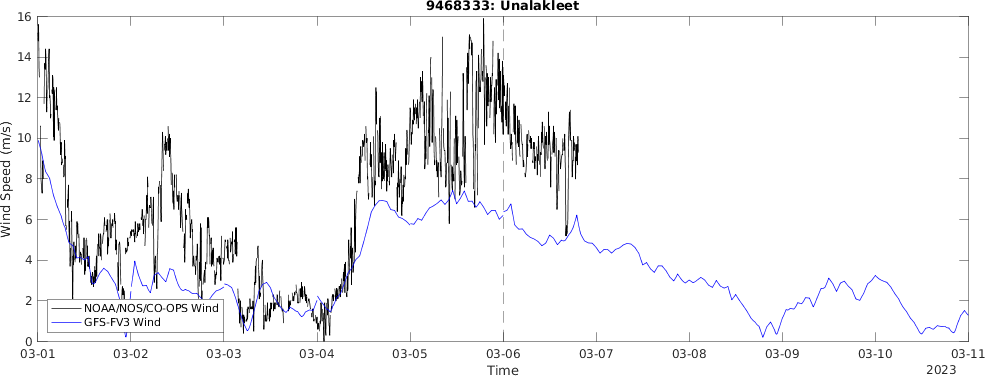 9468333: Unalakleet
Wind Speed (m/s)
16
14
12
10
8
6
4
2
0
NOAA/NOS/CO-OPS Wind
GFS-FV3 Wind
03-01 03-02 03-03 03-04 03-05 03-06 03-07 03-08 03-09 03-10 03-11
Time
2023